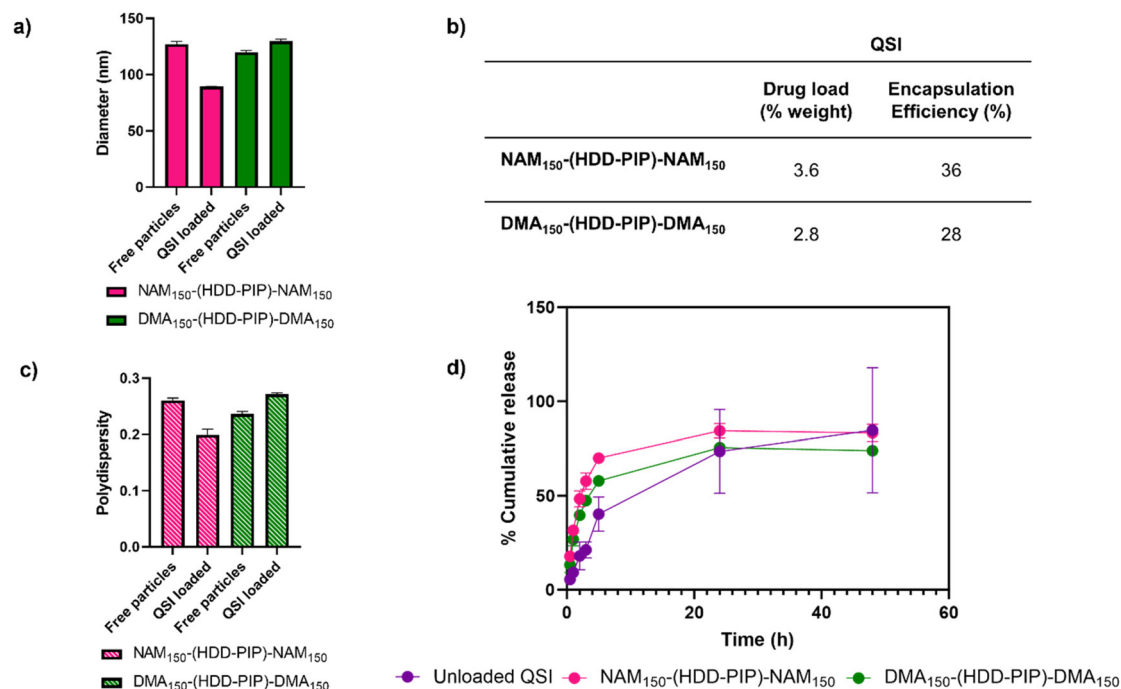 a)
Diameter (nm)
150
100
50
0
Free particles
QSI loaded
Free particles
QSI loaded
NAM150-(HDD-PIP)-NAM150
DMA150-(HDD-PIP)-DMA150
b)
QSI
Drug load (% weight)
Encapsulation Efficiency (%)
NAM150-(HDD-PIP)-NAM150 3.6 36
DMA150-(HDD-PIP)-DMA150 2.8 28
c)
Polydispersity
0.3
0.2
0.1
0.0
Free particles
QSI loaded
Free particles
QSI loaded
NAM150-(HDD-PIP)-NAM150
DMA150-(HDD-PIP)-DMA150
d)
% Cumulative release
150
100
50
0
0 20 40 60
Time (h)
Unloaded QSI NAM150-(HDD-PIP)-NAM150 DMA150-(HDD-PIP)-DMA150